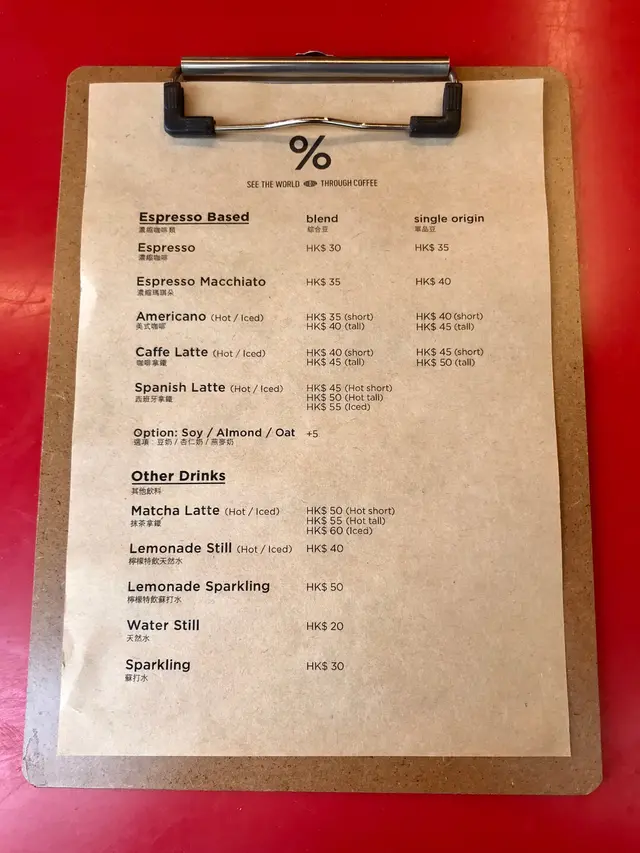 %
SEE THE WORLD THROUGH COFFEE
Espresso Based blend single origin
濃縮咖啡類 綜合豆 單品豆
Espresso HK$ 30 HK$ 35
濃縮咖啡
Espresso Macchiato HK$ 35 HK$ 40
濃縮瑪琪朵
Americano (Hot / Iced) HK$ 35 (short) HK$ 40 (short)
美式咖啡 HK$ 40 (tall) HK$ 45 (tall)
Caffe Latte (Hot / Iced) HK$ 40 (short) HK$ 45 (short)
咖啡拿鐵 HK$ 45 (tall) HK$ 50 (tall)
Spanish Latte (Hot / Iced) HK$ 45 (Hot short)
西班牙拿鐵 HK$ 50 (Hot tall)
HK$ 55 (Iced)
Option: Soy / Almond / Oat +5
選項：豆奶 / 杏仁奶 / 燕麥奶
Other Drinks
其他飲料
Matcha Latte (Hot / Iced) HK$ 50 (Hot short)
抹茶拿鐵 HK$ 55 (Hot tall)
HK$ 60 (Iced)
Lemonade Still (Hot / Iced) HK$ 40
檸檬特飲天然水
Lemonade Sparkling HK$ 50
檸檬特飲蘇打水
Water Still HK$ 20
天然水
Sparkling HK$ 30
蘇打水